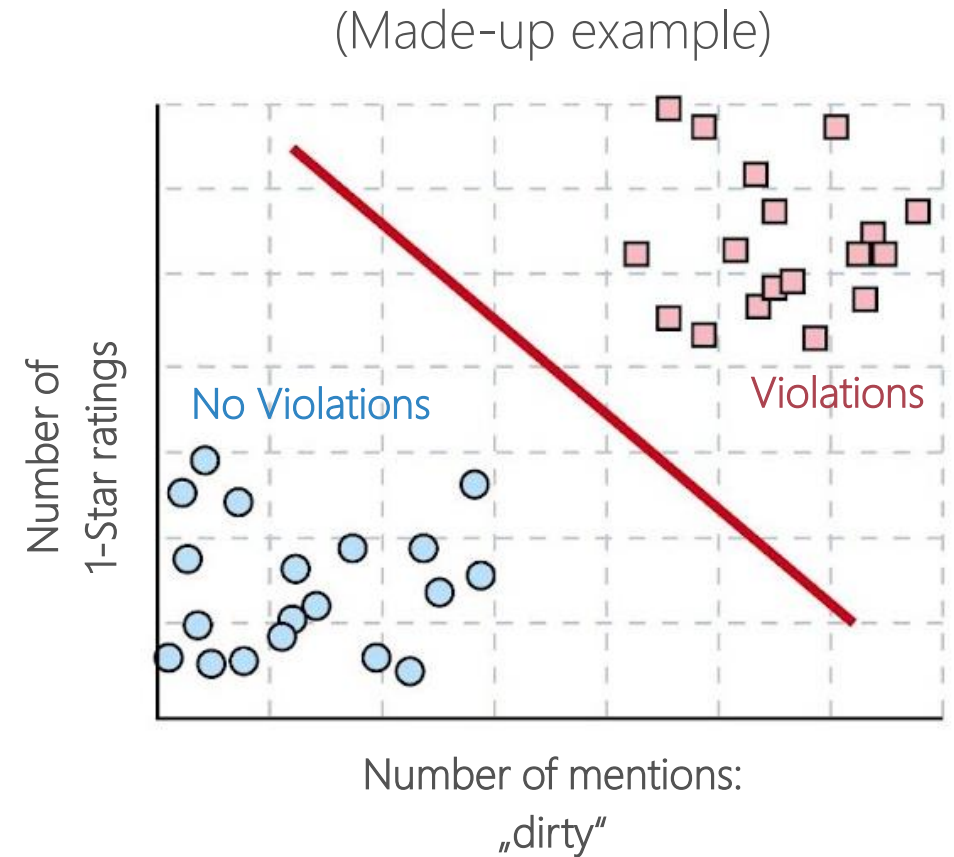 (Made-up example)
Number of
1-Star ratings
No Violations
Violations
Number of mentions:
„dirty“